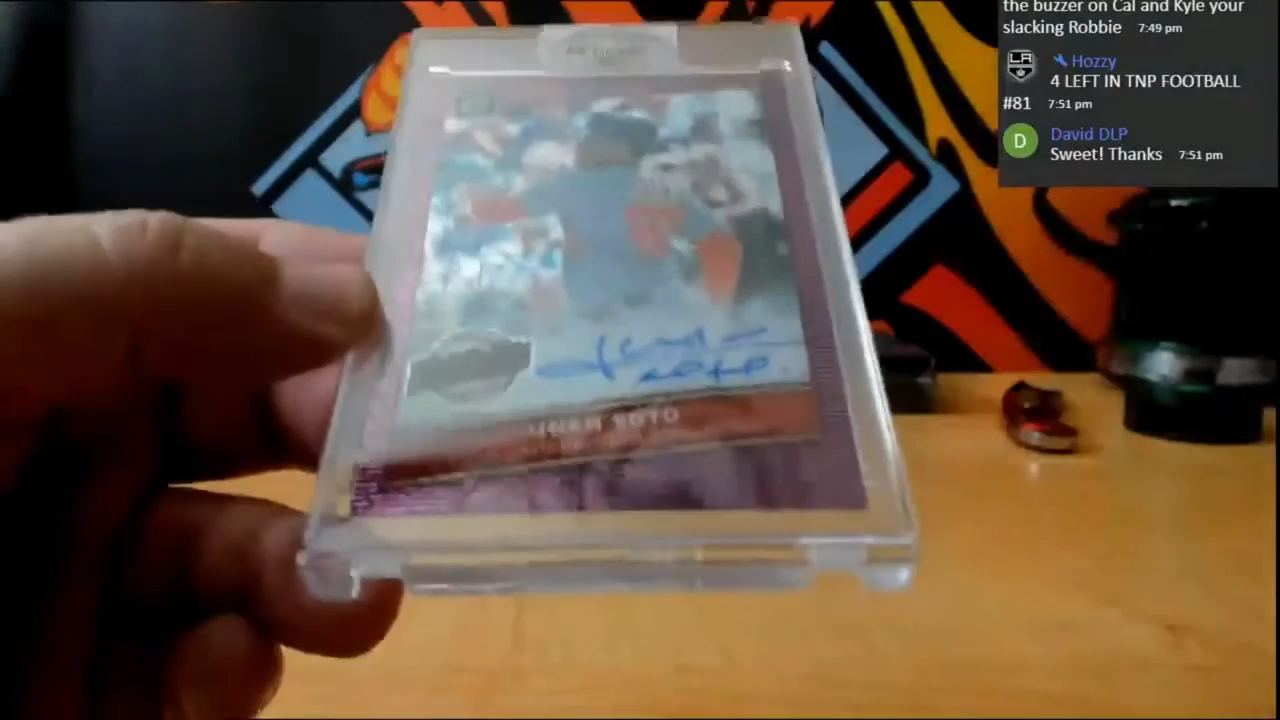 the buzzer on Cal and Kyle your
slacking Robbie 7:49 pm
Hozzy
4 LEFT IN TNP FOOTBALL
#81 7:51 pm
D David DLP
Sweet! Thanks 7:51 pm
LA
SOTO